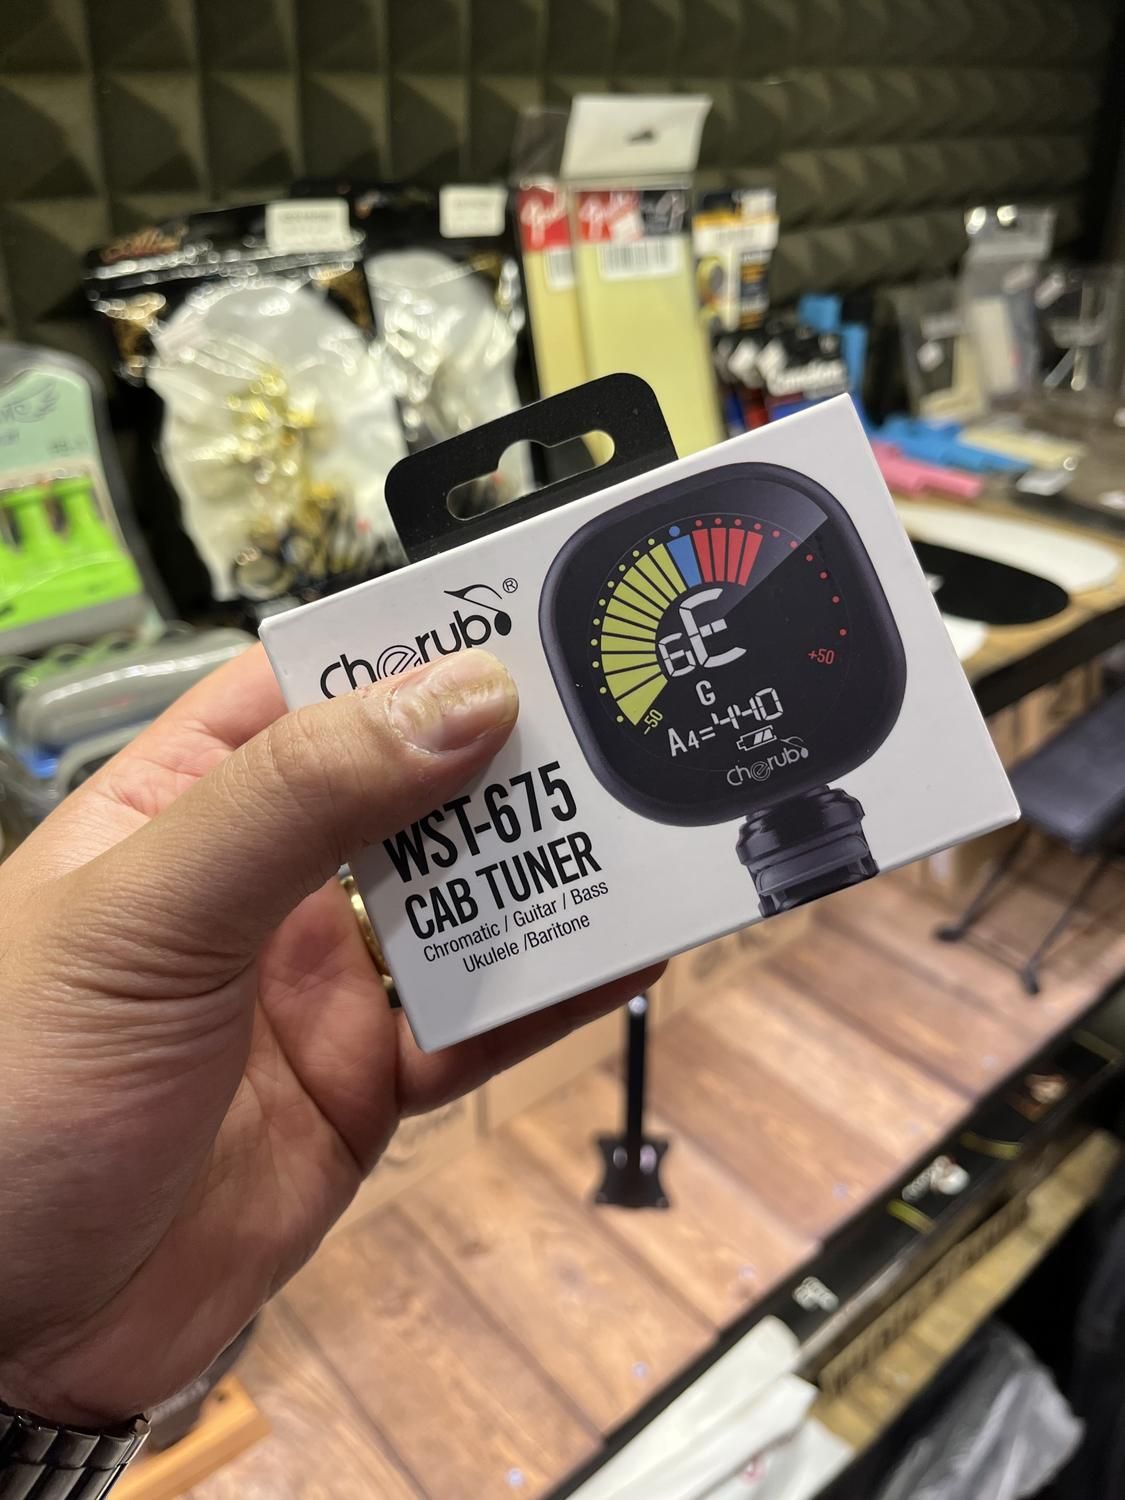 cherub®
WST-675
CAB TUNER
Chromatic / Guitar / Bass
Ukulele /Baritone
6E
G
-50
+50
A4=440
cherub